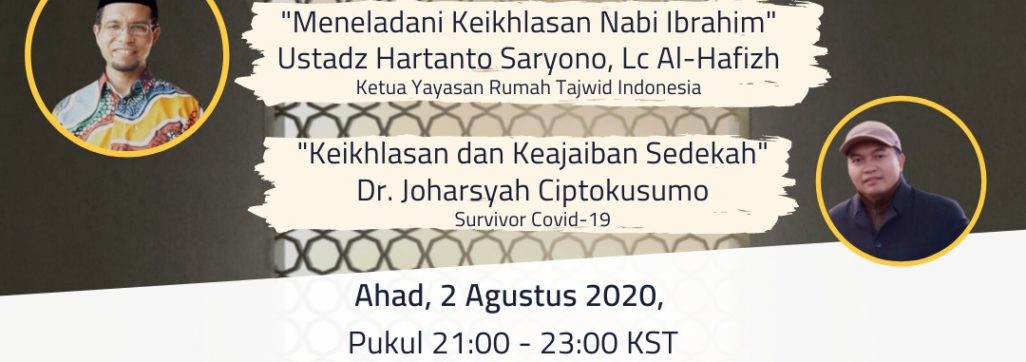 "Meneladani Keikhlasan Nabi Ibrahim"
Ustadz Hartanto Saryono, Lc Al-Hafizh
Ketua Yayasan Rumah Tajwid Indonesia
"Keikhlasan dan Keajaiban Sedekah"
Dr. Joharsyah Ciptokusumo
Survivor Covid-19
Ahad, 2 Agustus 2020,
Pukul 21:00 - 23:00 KST